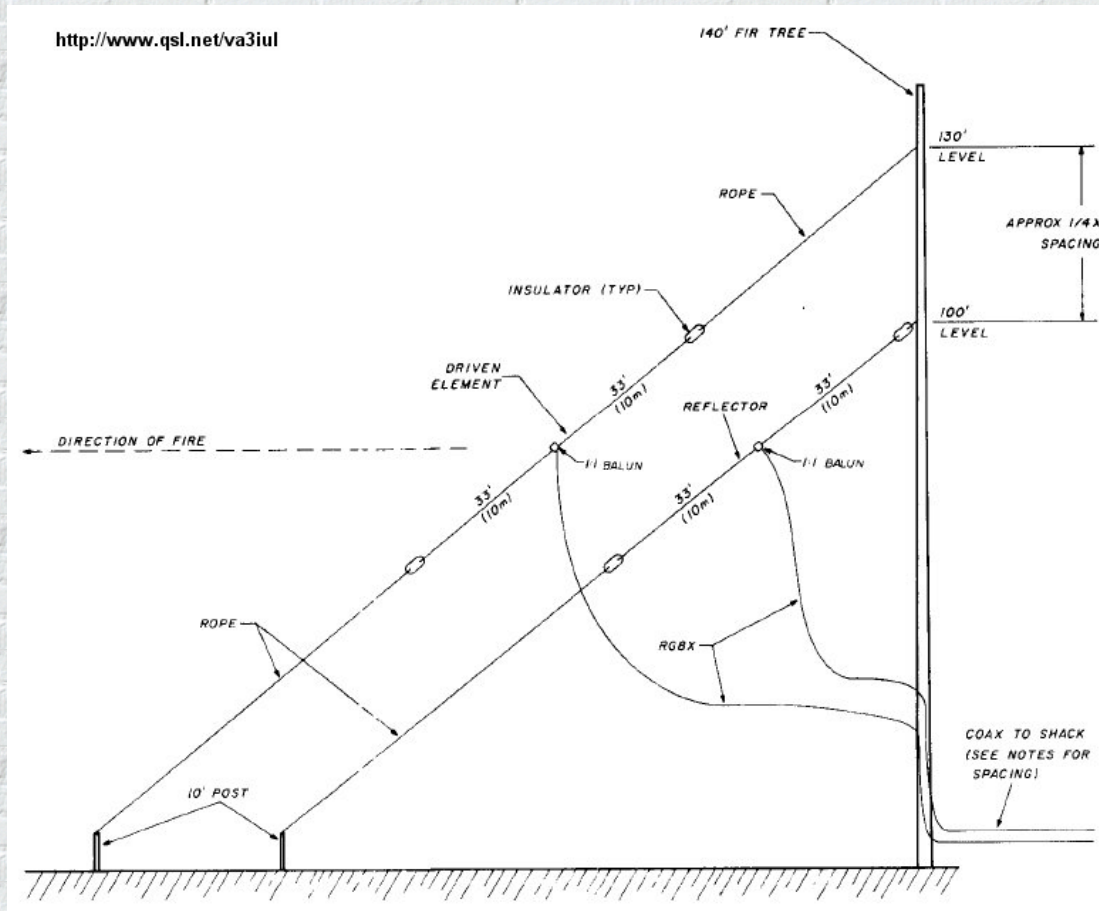 http://www.qsl.net/va3iul
140' FIR TREE
130'
LEVEL
ROPE
APPROX 1/4λ
SPACING
INSULATOR (TYP)
100'
LEVEL
DRIVEN
ELEMENT
33'
(10m)
REFLECTOR
33'
(10m)
DIRECTION OF FIRE
1:1 BALUN
1:1 BALUN
33'
(10m)
33'
(10m)
ROPE
RG8X
COAX TO SHACK
(SEE NOTES FOR
SPACING)
10' POST